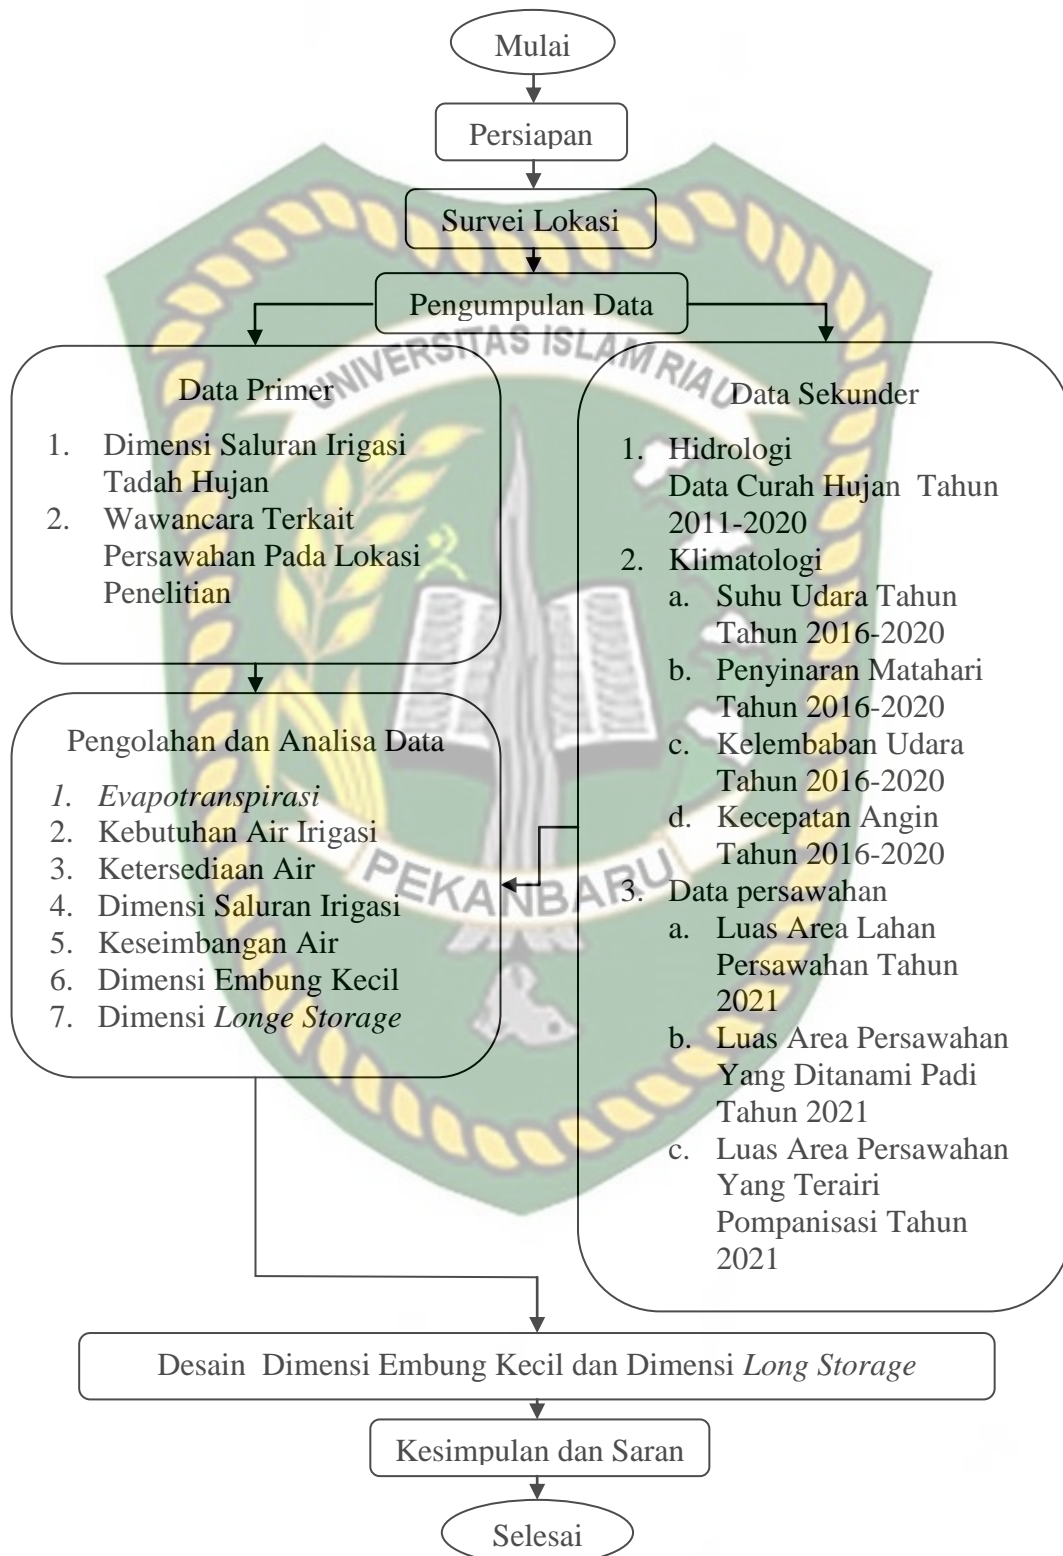 Mulai
Persiapan
Survei Lokasi
Pengumpulan Data
UNIVERSITAS ISLAM RIAU
Data Primer
1. Dimensi Saluran Irigasi
Tadah Hujan
2. Wawancara Terkait
Persawahan Pada Lokasi
Penelitian
Data Sekunder
1. Hidrologi
Data Curah Hujan Tahun
2011-2020
2. Klimatologi
a. Suhu Udara Tahun
Tahun 2016-2020
b. Penyinaran Matahari
Tahun 2016-2020
c. Kelembaban Udara
Tahun 2016-2020
d. Kecepatan Angin
Tahun 2016-2020
3. Data persawahan
a. Luas Area Lahan
Persawahan Tahun
2021
b. Luas Area Persawahan
Yang Ditanami Padi
Tahun 2021
c. Luas Area Persawahan
Yang Terairi
Pompanisasi Tahun
2021
Pengolahan dan Analisa Data
1. Evapotranspirasi
2. Kebutuhan Air Irigasi
3. Ketersediaan Air
4. Dimensi Saluran Irigasi
5. Keseimbangan Air
6. Dimensi Embung Kecil
7. Dimensi Longe Storage
PEKANBARU
Desain Dimensi Embung Kecil dan Dimensi Long Storage
Kesimpulan dan Saran
Selesai